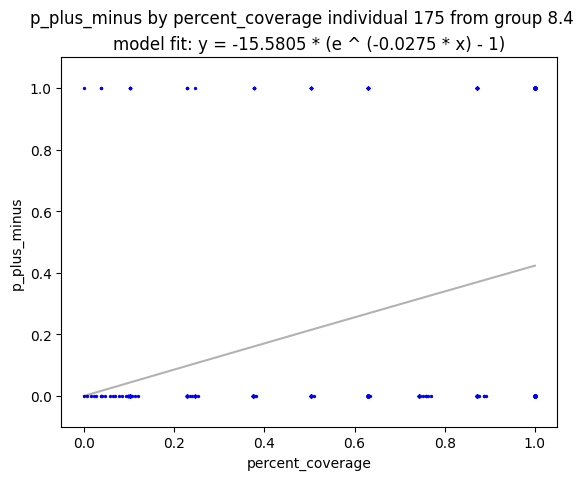 p_plus_minus by percent_coverage individual 175 from group 8.4
model fit: y = -15.5805 * (e ^ (-0.0275 * x) - 1)
1.0
0.8
0.6
0.4
0.2
0.0
p_plus_minus
0.0 0.2 0.4 0.6 0.8 1.0
percent_coverage